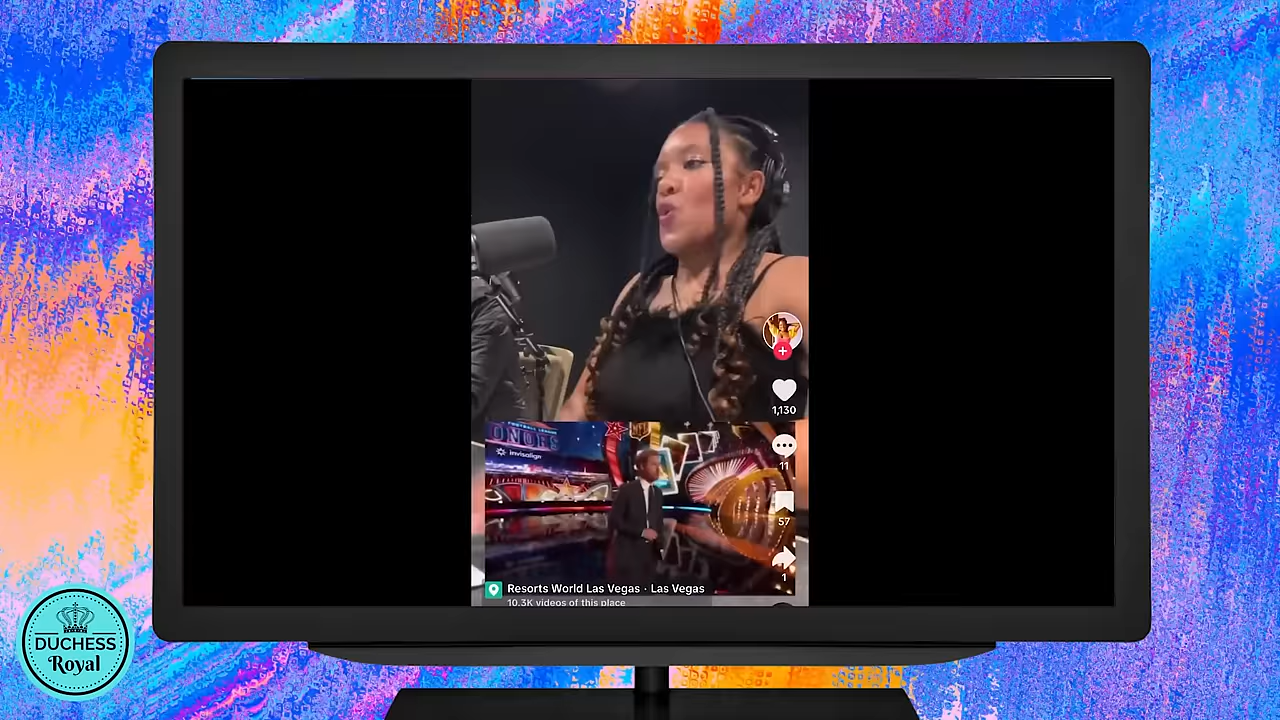 ONORS
invisalign
1,130
11
57
1
Resorts World Las Vegas · Las Vegas
10.3K videos of this place
DUCHESS
Royal